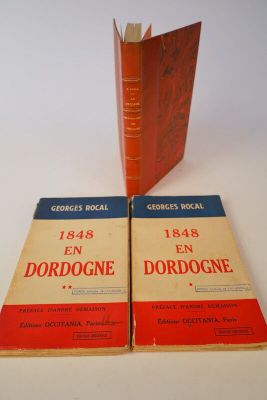 GEORGES ROCAL
1848
EN
DORDOGNE
**
PRÉFACE D'ANDRÉ DEMAISON
Éditions OCCITANIA, Paris
GEORGES ROCAL
1848
EN
DORDOGNE
*
PRÉFACE D'ANDRÉ DEMAISON
Éditions OCCITANIA, Paris